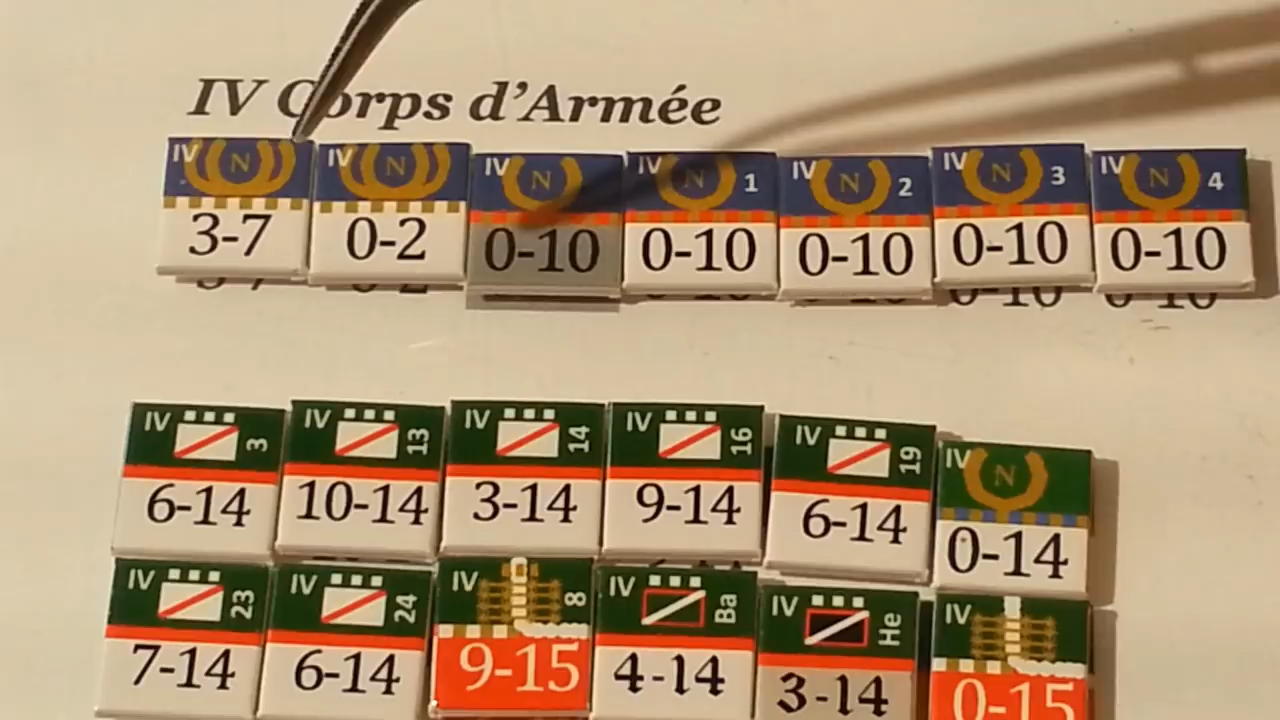 IV Corps d'Armée
IV N IV N IV N IV N 1 IV N 2 IV N 3 IV N 4
3-7 0-2 0-10 0-10 0-10 0-10 0-10
IV 3 IV 13 IV 14 IV 16 IV 19 IV N
6-14 10-14 3-14 9-14 6-14 0-14
IV 23 IV 24 IV 8 IV Ba IV He IV
7-14 6-14 9-15 4-14 3-14 0-15